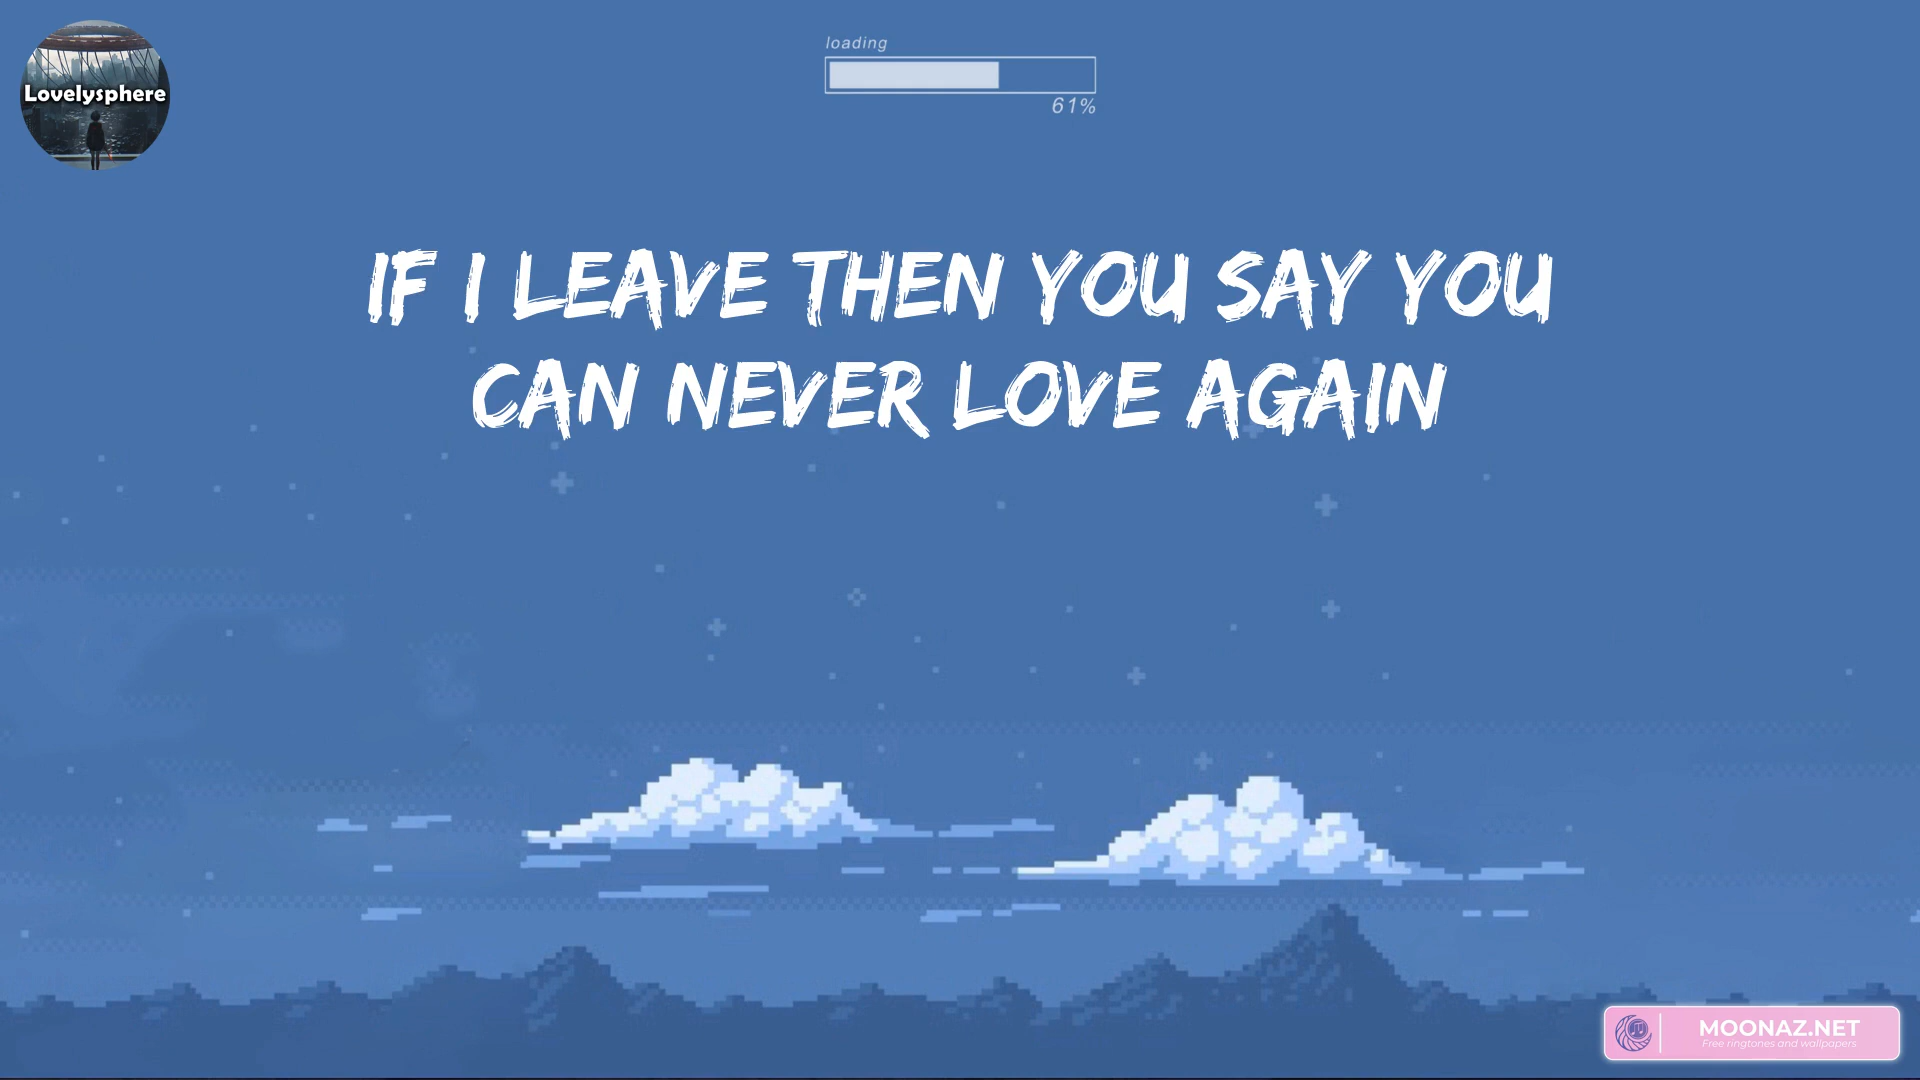 Lovelysphere
loading
61%
IF I LEAVE THEN YOU SAY YOU
CAN NEVER LOVE AGAIN
MOONAZ.NET
Free ringtones and wallpapers